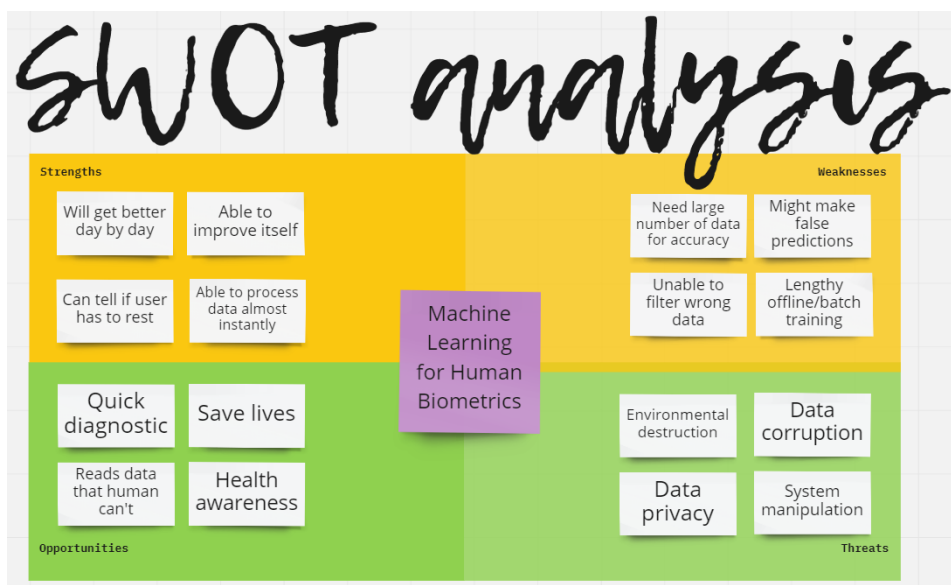 SWOT analysis
Strengths
Will get better
day by day
Able to
improve itself
Can tell if user
has to rest
Able to process
data almost
instantly
Weaknesses
Need large
number of data
for accuracy
Might make
false
predictions
Unable to
filter wrong
data
Lengthy
offline/batch
training
Machine
Learning
for Human
Biometrics
Quick
diagnostic
Save lives
Reads data
that human
can't
Health
awareness
Opportunities
Environmental
destruction
Data
corruption
Data
privacy
System
manipulation
Threats